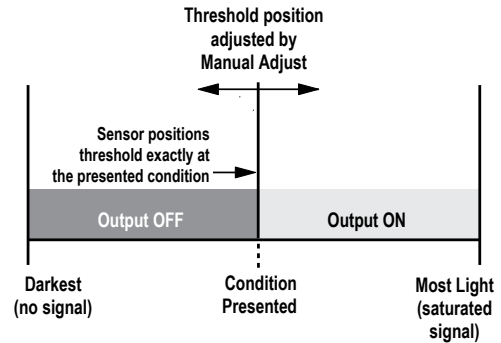 Threshold position
adjusted by
Manual Adjust
Sensor positions
threshold exactly at
the presented condition
Output OFF
Output ON
Darkest
(no signal)
Condition
Presented
Most Light
(saturated
signal)